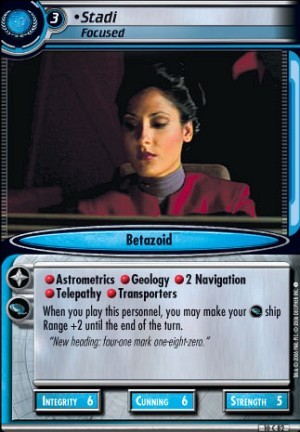 3
•Stadi
Focused
Betazoid
• Astrometrics • Geology • 2 Navigation
• Telepathy • Transporters
When you play this personnel, you may make your ship
Range +2 until the end of the turn.
"New heading: four-one mark one-eight-zero."
INTEGRITY 6 CUNNING 6 STRENGTH 5
10 C 82